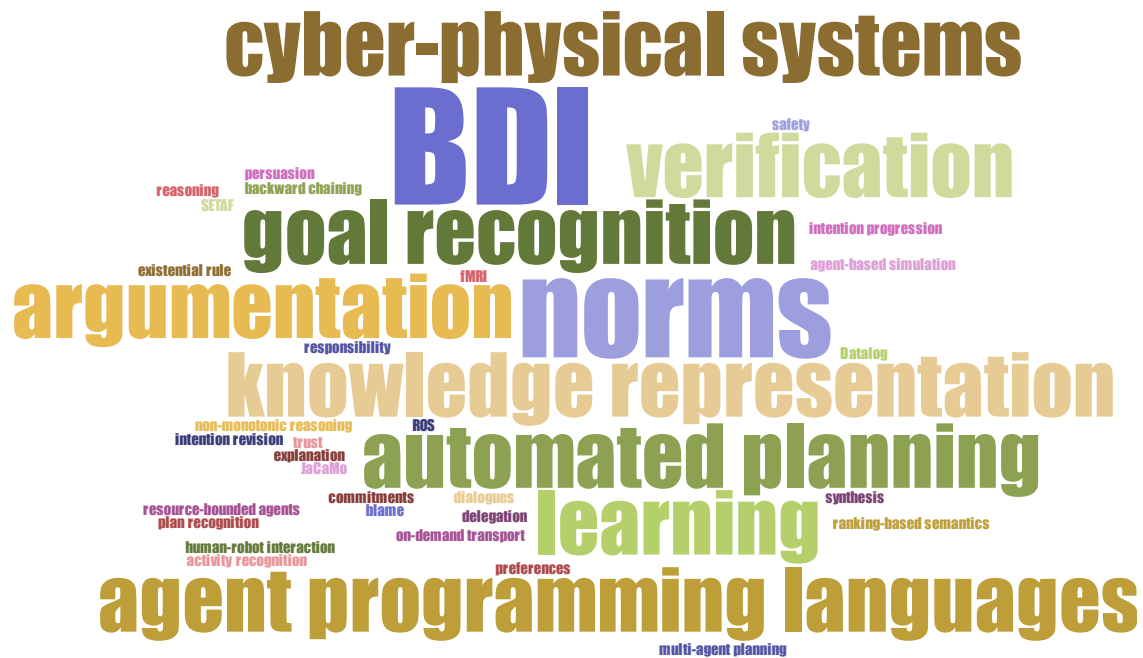 cyber-physical systems
BDI
safety
verification
persuasion
reasoning
backward chaining
SETAF
goal recognition
intention progression
existential rule
fMRI
agent-based simulation
argumentation
norms
responsibility
Datalog
knowledge representation
non-monotonic reasoning
ROS
intention revision
trust
explanation
JaCaMo
automated planning
commitments
dialogues
synthesis
resource-bounded agents
blame
delegation
learning
plan recognition
ranking-based semantics
on-demand transport
human-robot interaction
activity recognition
preferences
agent programming languages
multi-agent planning